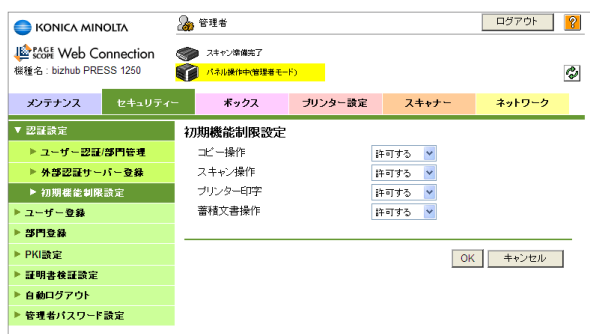 KONICA MINOLTA
管理者
ログアウト
?
PAGE SCOPE Web Connection
スキャン準備完了
機種名 : bizhub PRESS 1250
パネル操作中(管理者モード)
メンテナンス
セキュリティー
ボックス
プリンター設定
スキャナー
ネットワーク
▼ 認証設定
▶ ユーザー認証/部門管理
▶ 外部認証サーバー登録
▶ 初期機能制限設定
▶ ユーザー登録
▶ 部門登録
▶ PKI設定
▶ 証明書検証設定
▶ 自動ログアウト
▶ 管理者パスワード設定
初期機能制限設定
コピー操作 許可する
スキャン操作 許可する
プリンター印字 許可する
蓄積文書操作 許可する
OK キャンセル